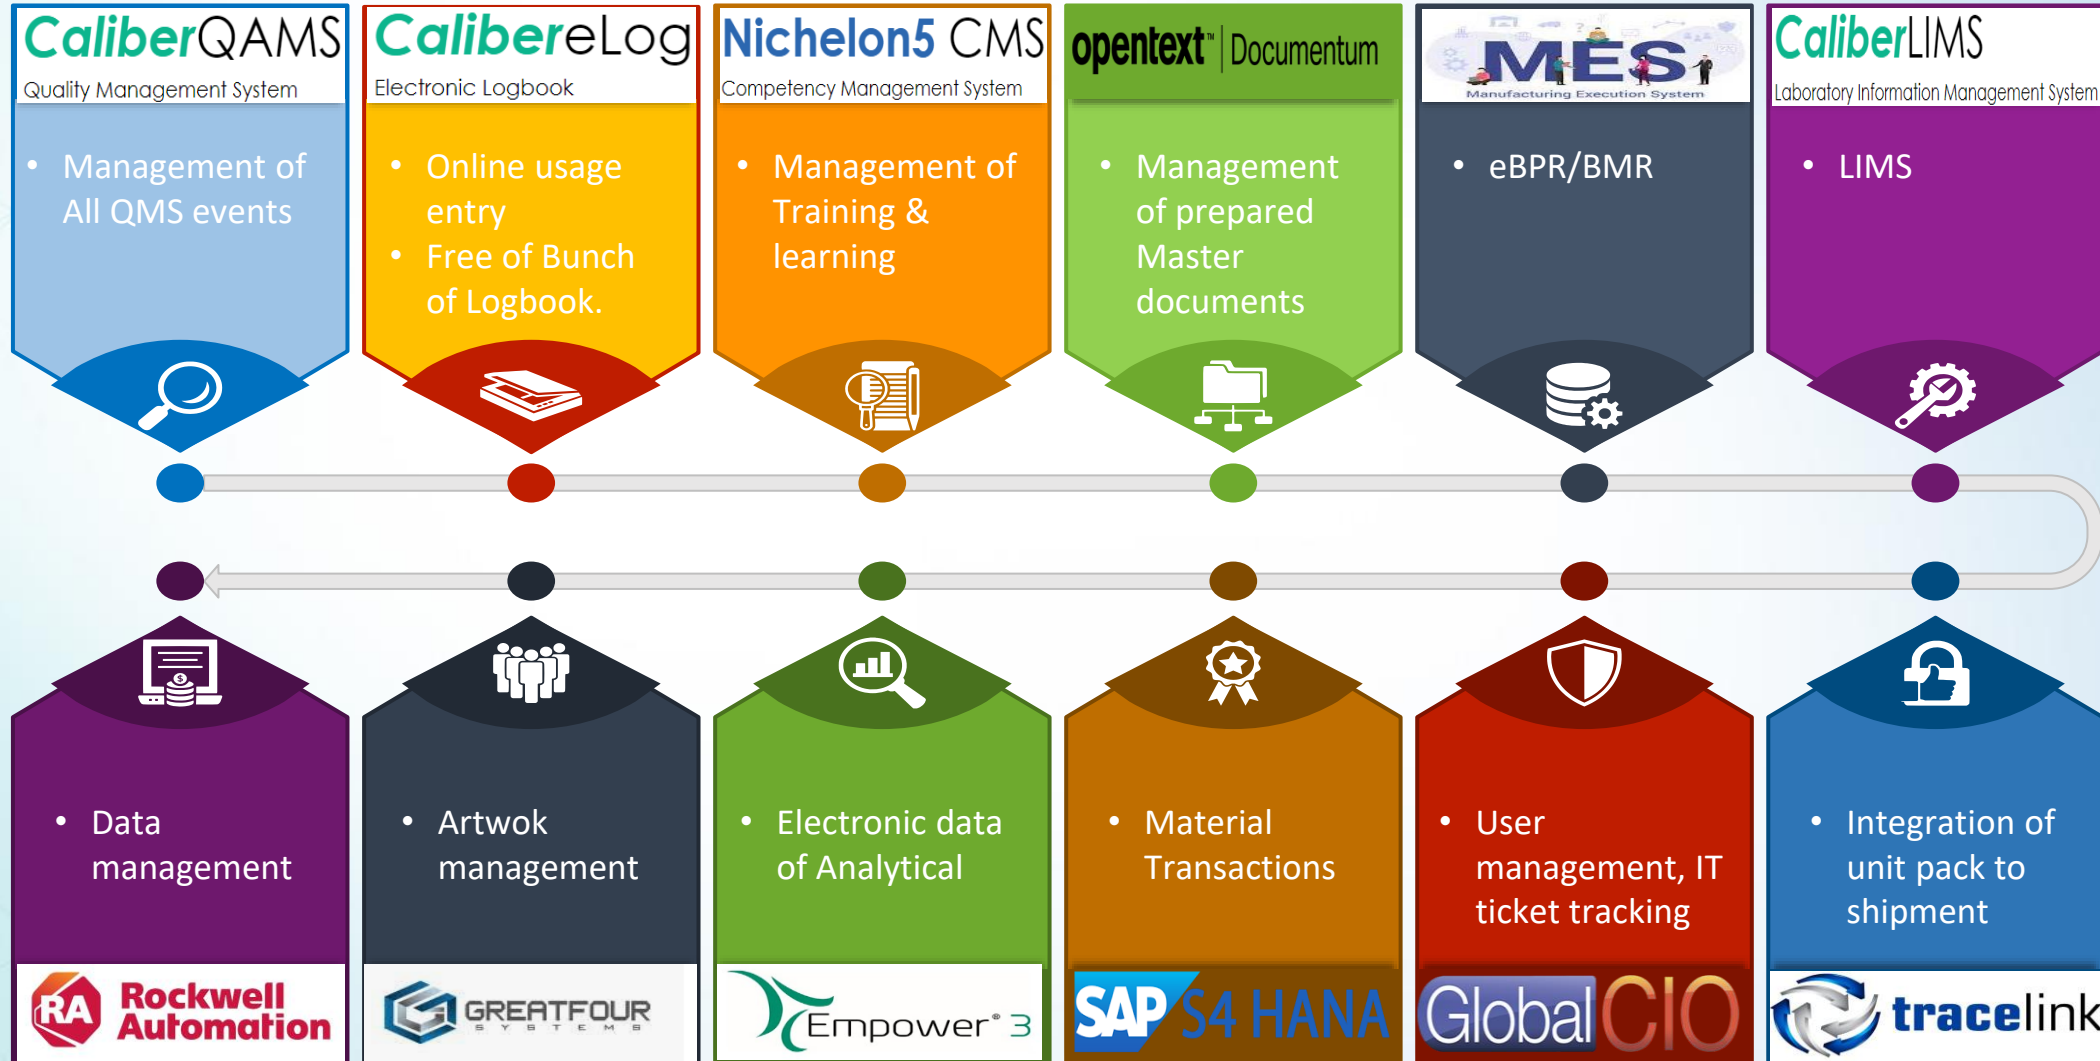 CaliberQAMS
Quality Management System
• Management of
All QMS events
CalibereLog
Electronic Logbook
• Online usage
entry
• Free of Bunch
of Logbook.
Nichelon5 CMS
Competency Management System
• Management of
Training &
learning
opentext™ | Documentum
• Management
of prepared
Master
documents
MES
Manufacturing Execution System
• eBPR/BMR
CaliberLIMS
Laboratory Information Management System
• LIMS
• Data
management
RA Rockwell
Automation
• Artwok
management
GREATFOUR
SYSTEMS
• Electronic data
of Analytical
Empower® 3
• Material
Transactions
SAP S4 HANA
• User
management, IT
ticket tracking
Global CIO
• Integration of
unit pack to
shipment
tracelink